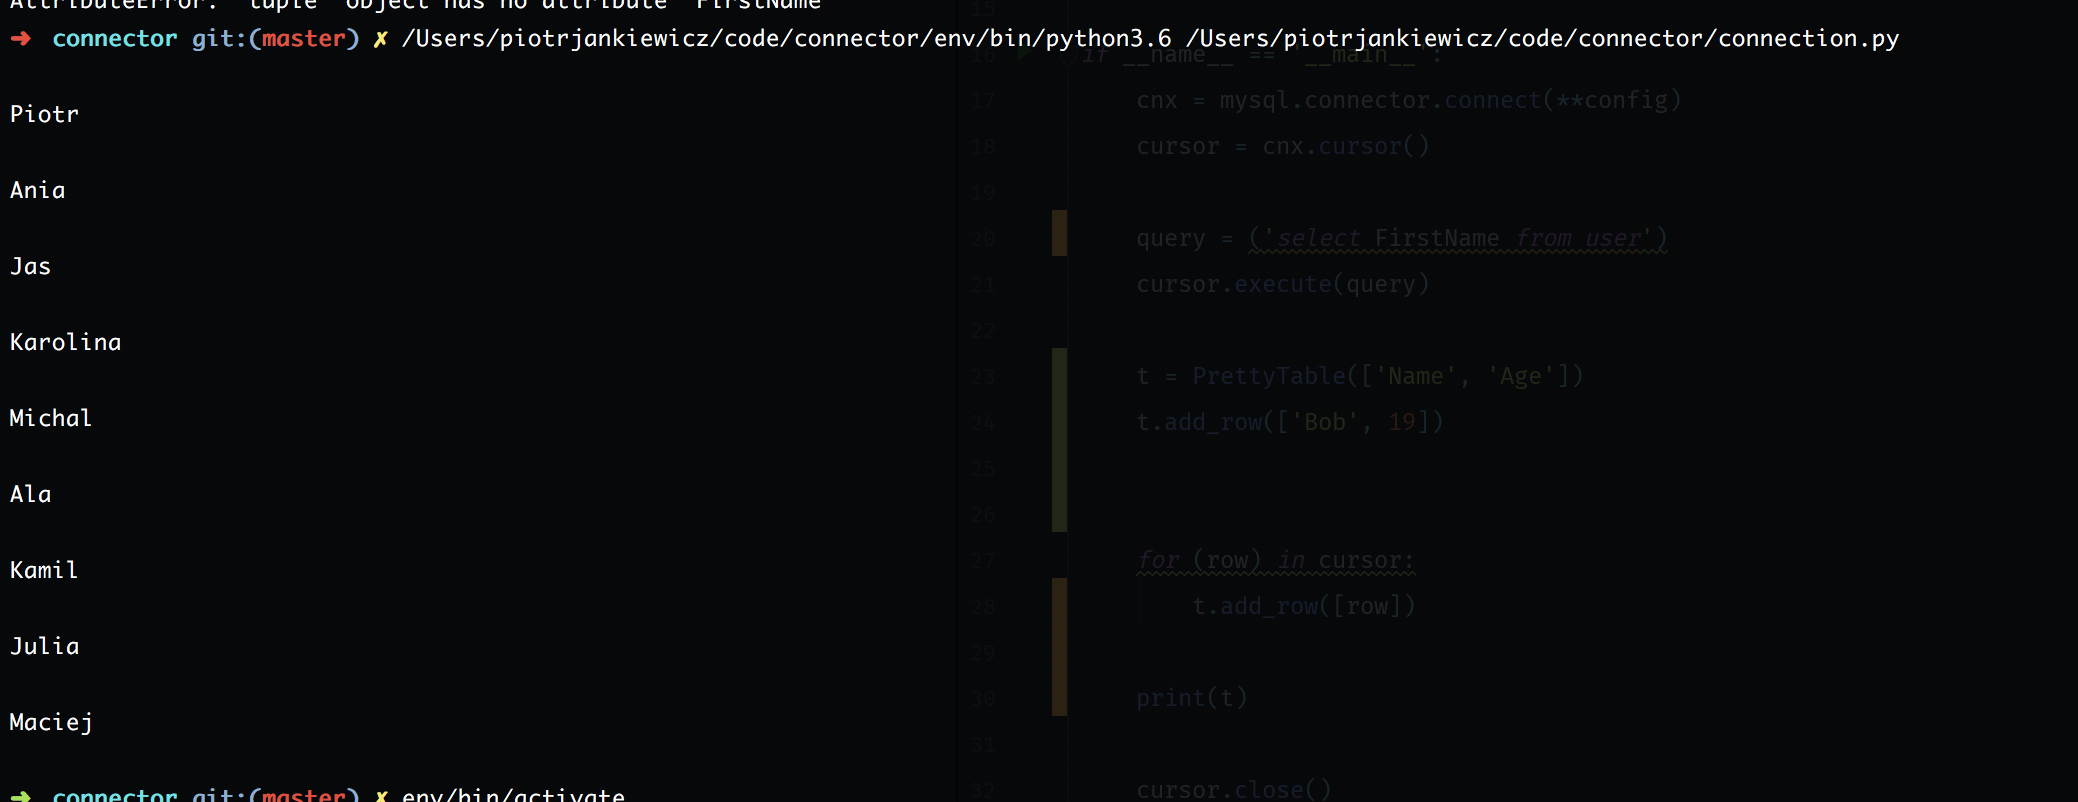 AttributeError: 'tuple' object has no attribute 'FirstName'
➜ connector git:(master) ✗ /Users/piotrjankiewicz/code/connector/env/bin/python3.6 /Users/piotrjankiewicz/code/connector/connection.py
Piotr
Ania
Jas
Karolina
Michal
Ala
Kamil
Julia
Maciej
➜ connector git:(master) ✗ env/bin/activate
15
16 if __name__ == '__main__':
17 cnx = mysql.connector.connect(**config)
18 cursor = cnx.cursor()
19
20 query = ('select FirstName from user')
21 cursor.execute(query)
22
23 t = PrettyTable(['Name', 'Age'])
24 t.add_row(['Bob', 19])
25
26
27 for (row) in cursor:
28 t.add_row([row])
29
30 print(t)
31
32 cursor.close()